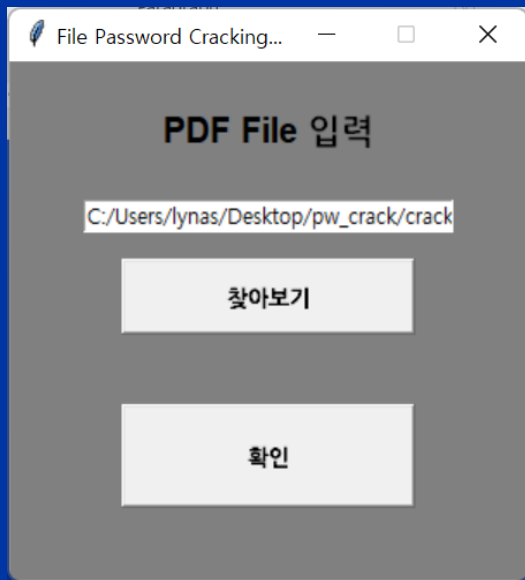 File Password Cracking...
PDF File 입력
C:/Users/lynas/Desktop/pw_crack/crack
찾아보기
확인